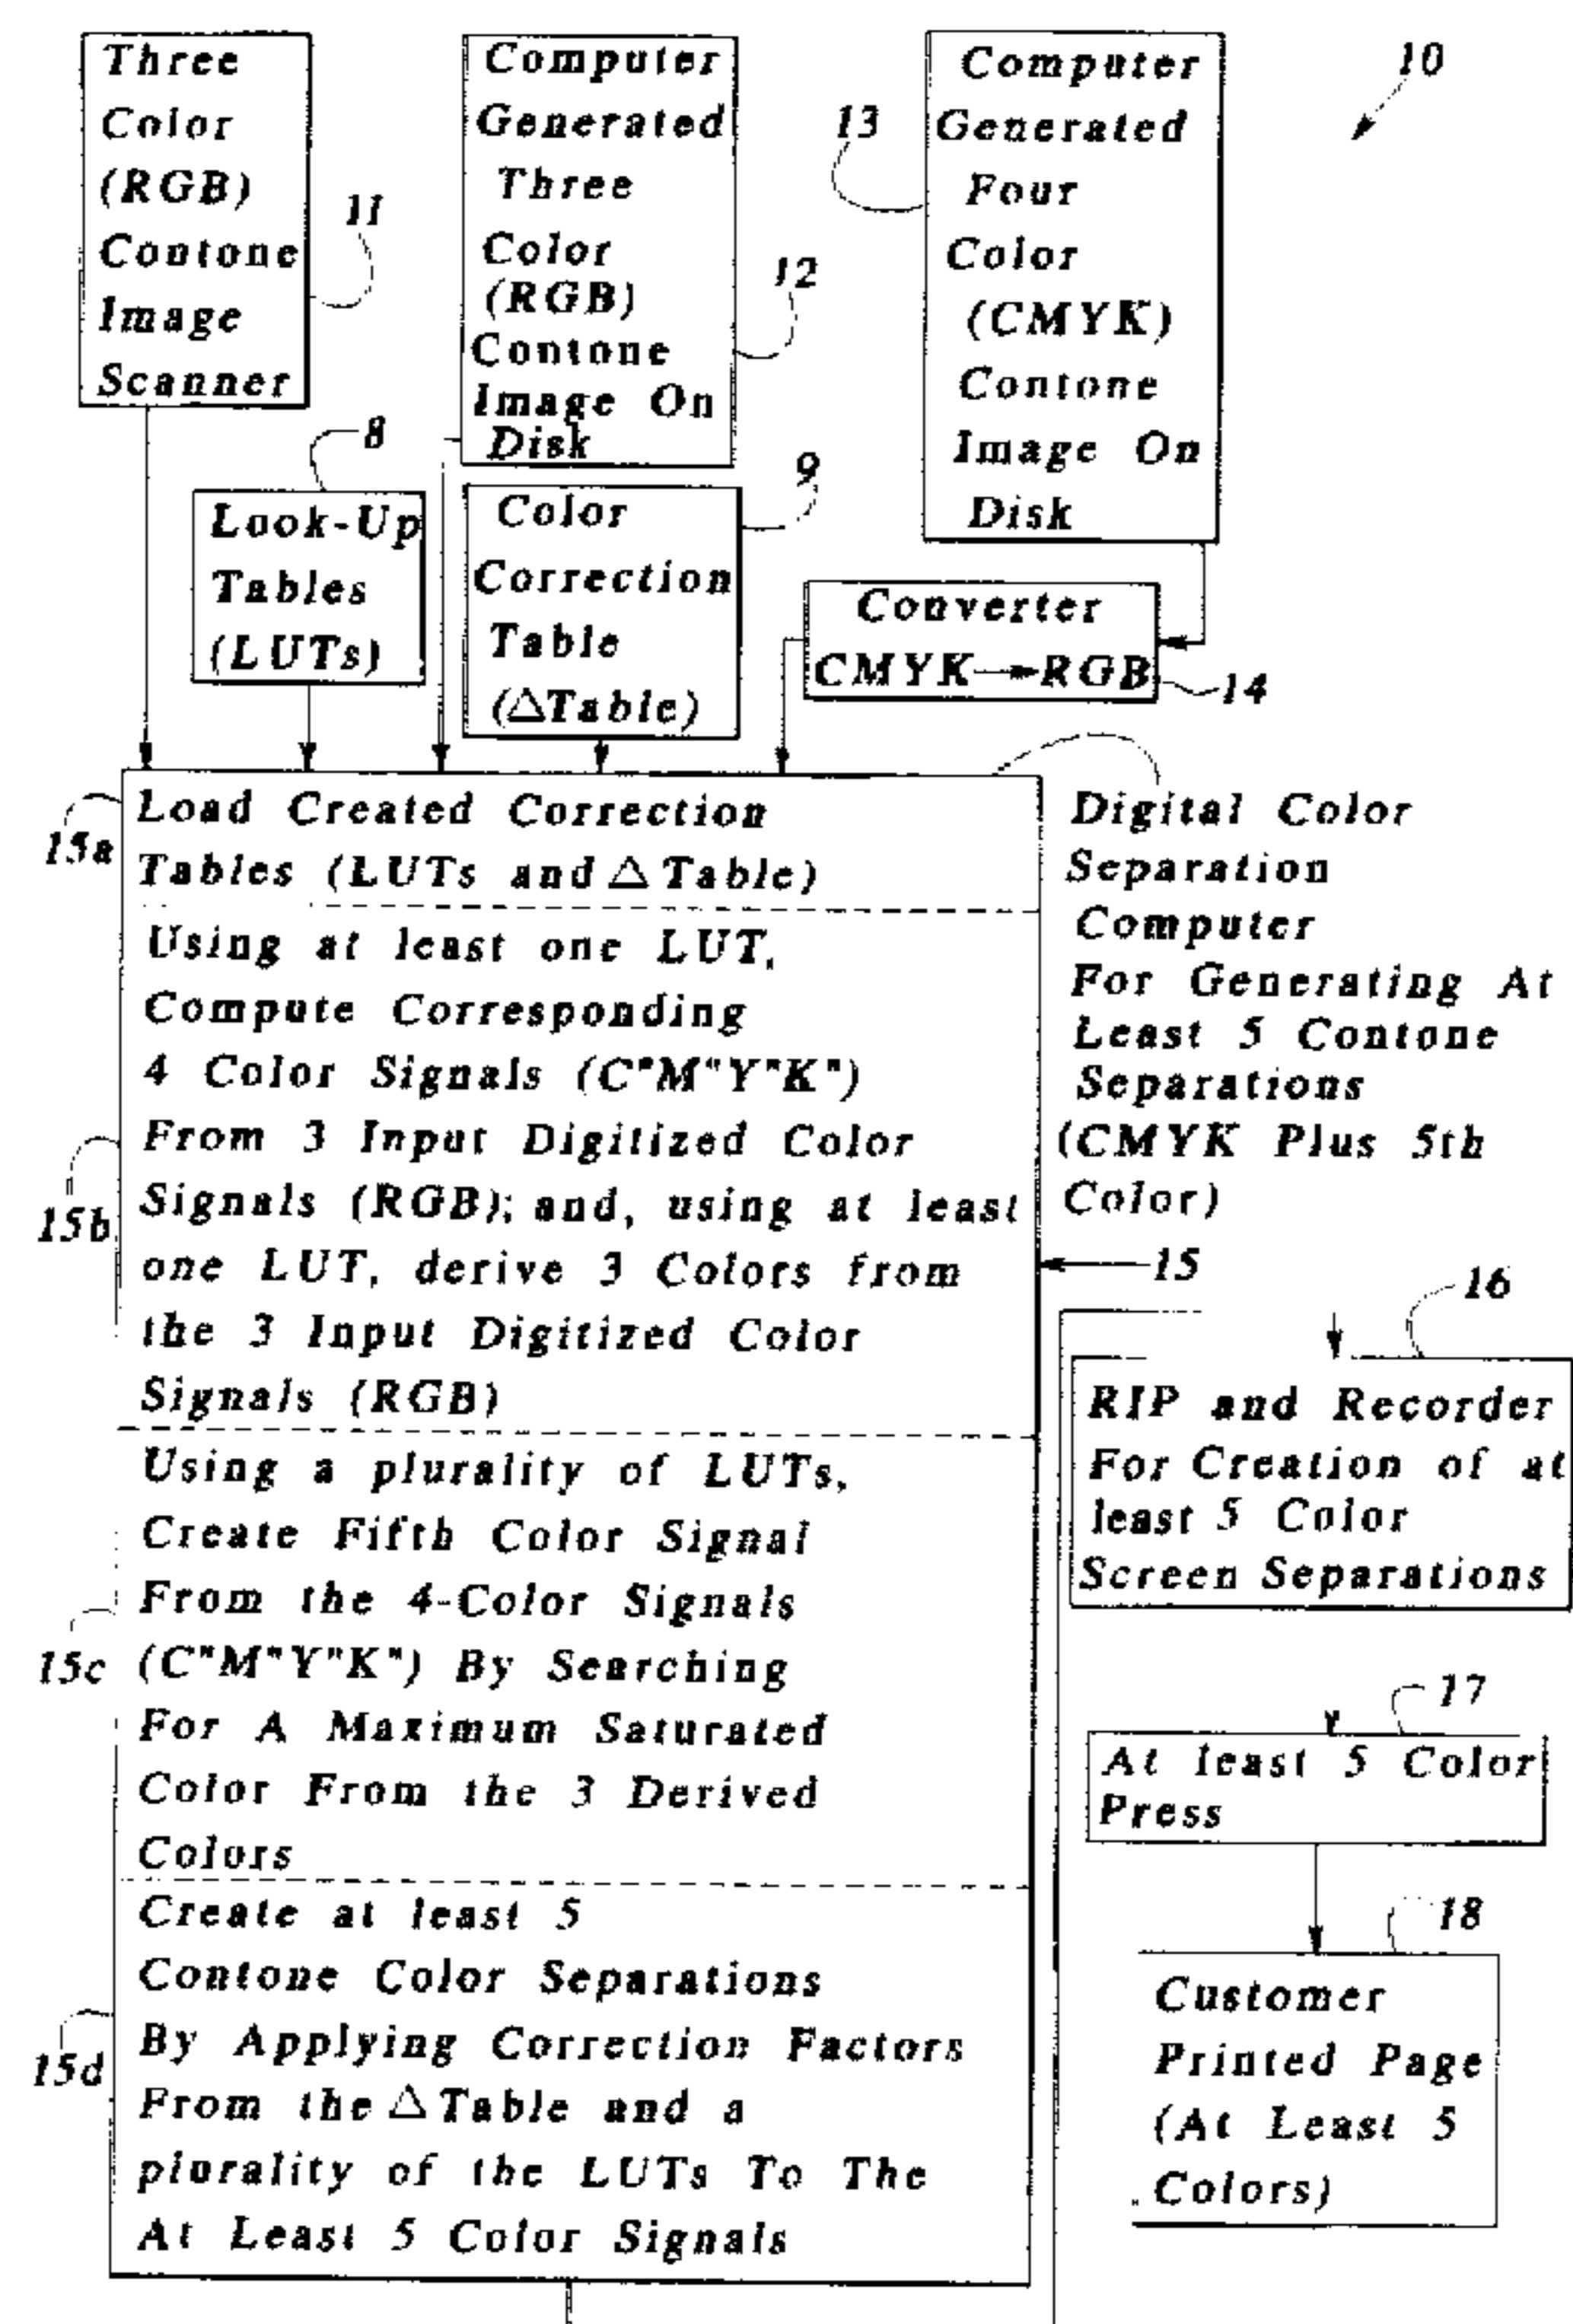 Three
Color
(RGB)
Contone
Image
Scanner
11
Computer
Generated
Three
Color
(RGB)
Contone
Image On
Disk
12
13
Computer
Generated
Four
Color
(CMYK)
Contone
Image On
Disk
10
8
Look-Up
Tables
(LUTs)
9
Color
Correction
Table
(△Table)
Converter
CMYK→RGB
14
15a
Load Created Correction
Tables (LUTs and △ Table)
15b
Using at least one LUT,
Compute Corresponding
4 Color Signals (C"M"Y"K")
From 3 Input Digitized Color
Signals (RGB); and, using at least
one LUT, derive 3 Colors from
the 3 Input Digitized Color
Signals (RGB)
15c
Using a plurality of LUTs,
Create Fifth Color Signal
From the 4-Color Signals
(C"M"Y"K") By Searching
For A Maximum Saturated
Color From the 3 Derived
Colors
15d
Create at least 5
Contone Color Separations
By Applying Correction Factors
From the △ Table and a
plurality of the LUTs To The
At Least 5 Color Signals
Digital Color
Separation
Computer
For Generating At
Least 5 Contone
Separations
(CMYK Plus 5th
Color)
15
16
RIP and Recorder
For Creation of at
least 5 Color
Screen Separations
17
At least 5 Color
Press
18
Customer
Printed Page
(At Least 5
Colors)